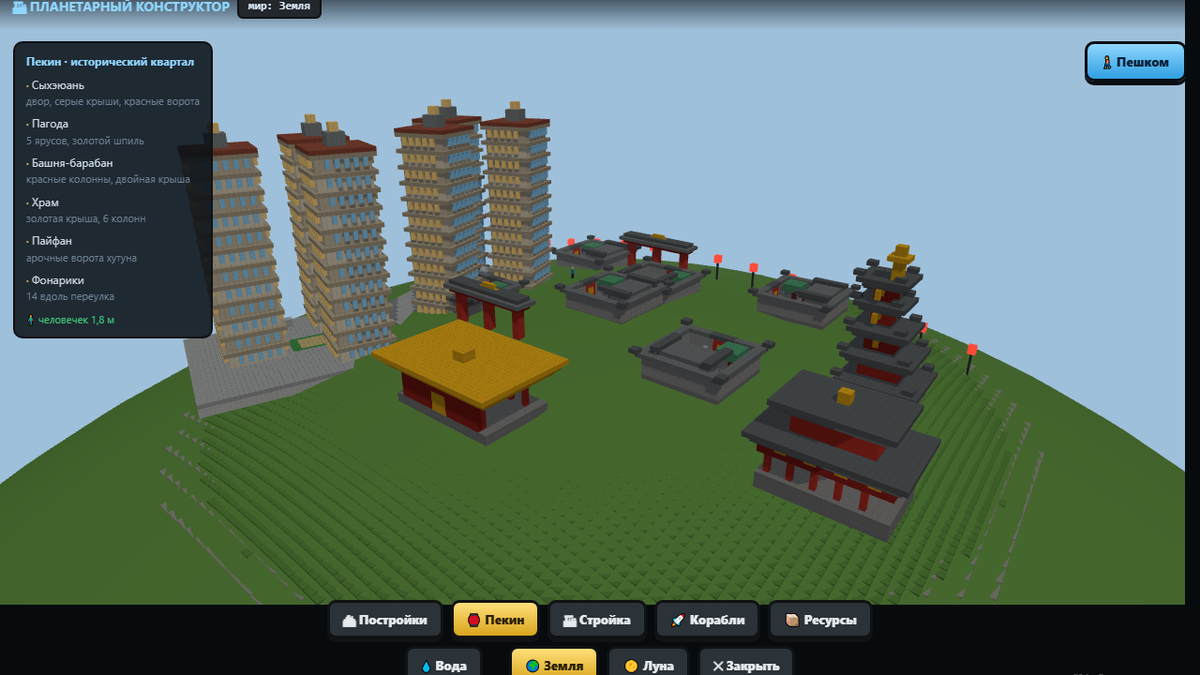 ПЛАНЕТАРНЫЙ КОНСТРУКТОР
мир: Земля
Пекин · исторический квартал
· Сыхэюань
двор, серые крыши, красные ворота
· Пагода
5 ярусов, золотой шпиль
· Башня-барабан
красные колонны, двойная крыша
· Храм
золотая крыша, 6 колонн
· Пайфан
арочные ворота хутуна
· Фонарики
14 вдоль переулка
человечек 1,8 м
Пешком
Постройки
Пекин
Стройка
Корабли
Ресурсы
Вода
Земля
Луна
Закрыть